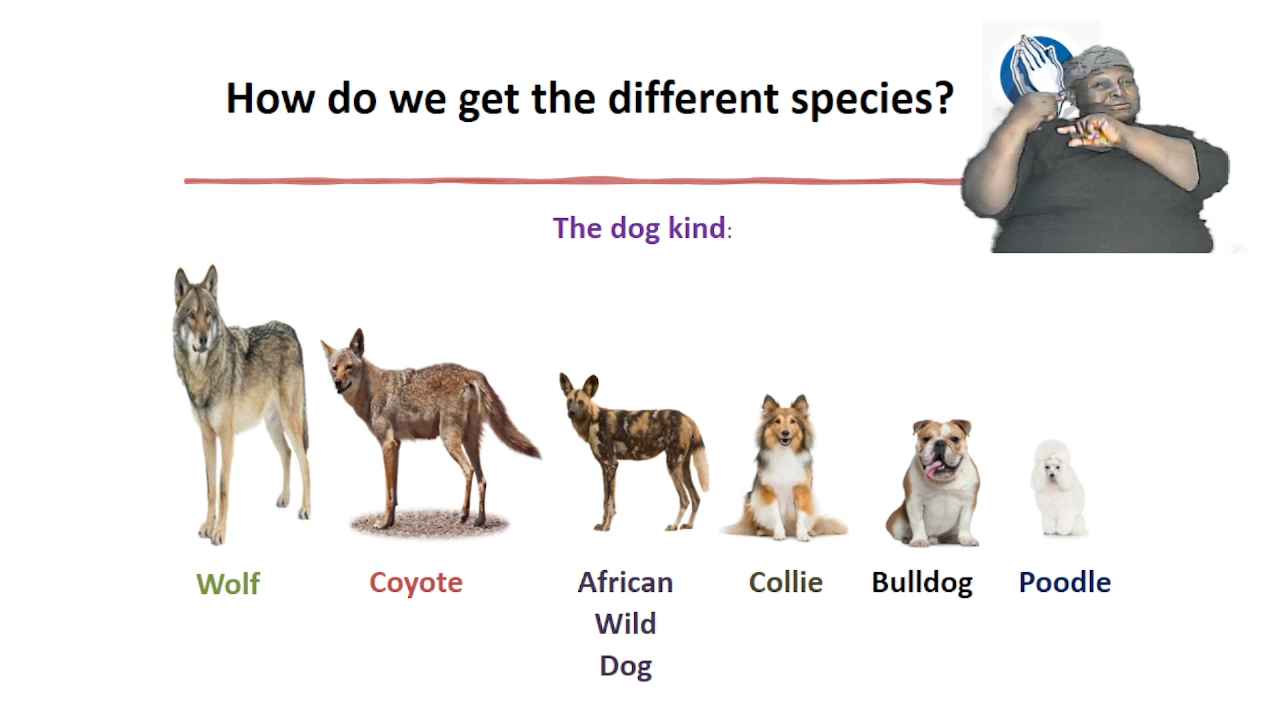 How do we get the different species?
The dog kind:
Wolf
Coyote
African
Wild
Dog
Collie
Bulldog
Poodle